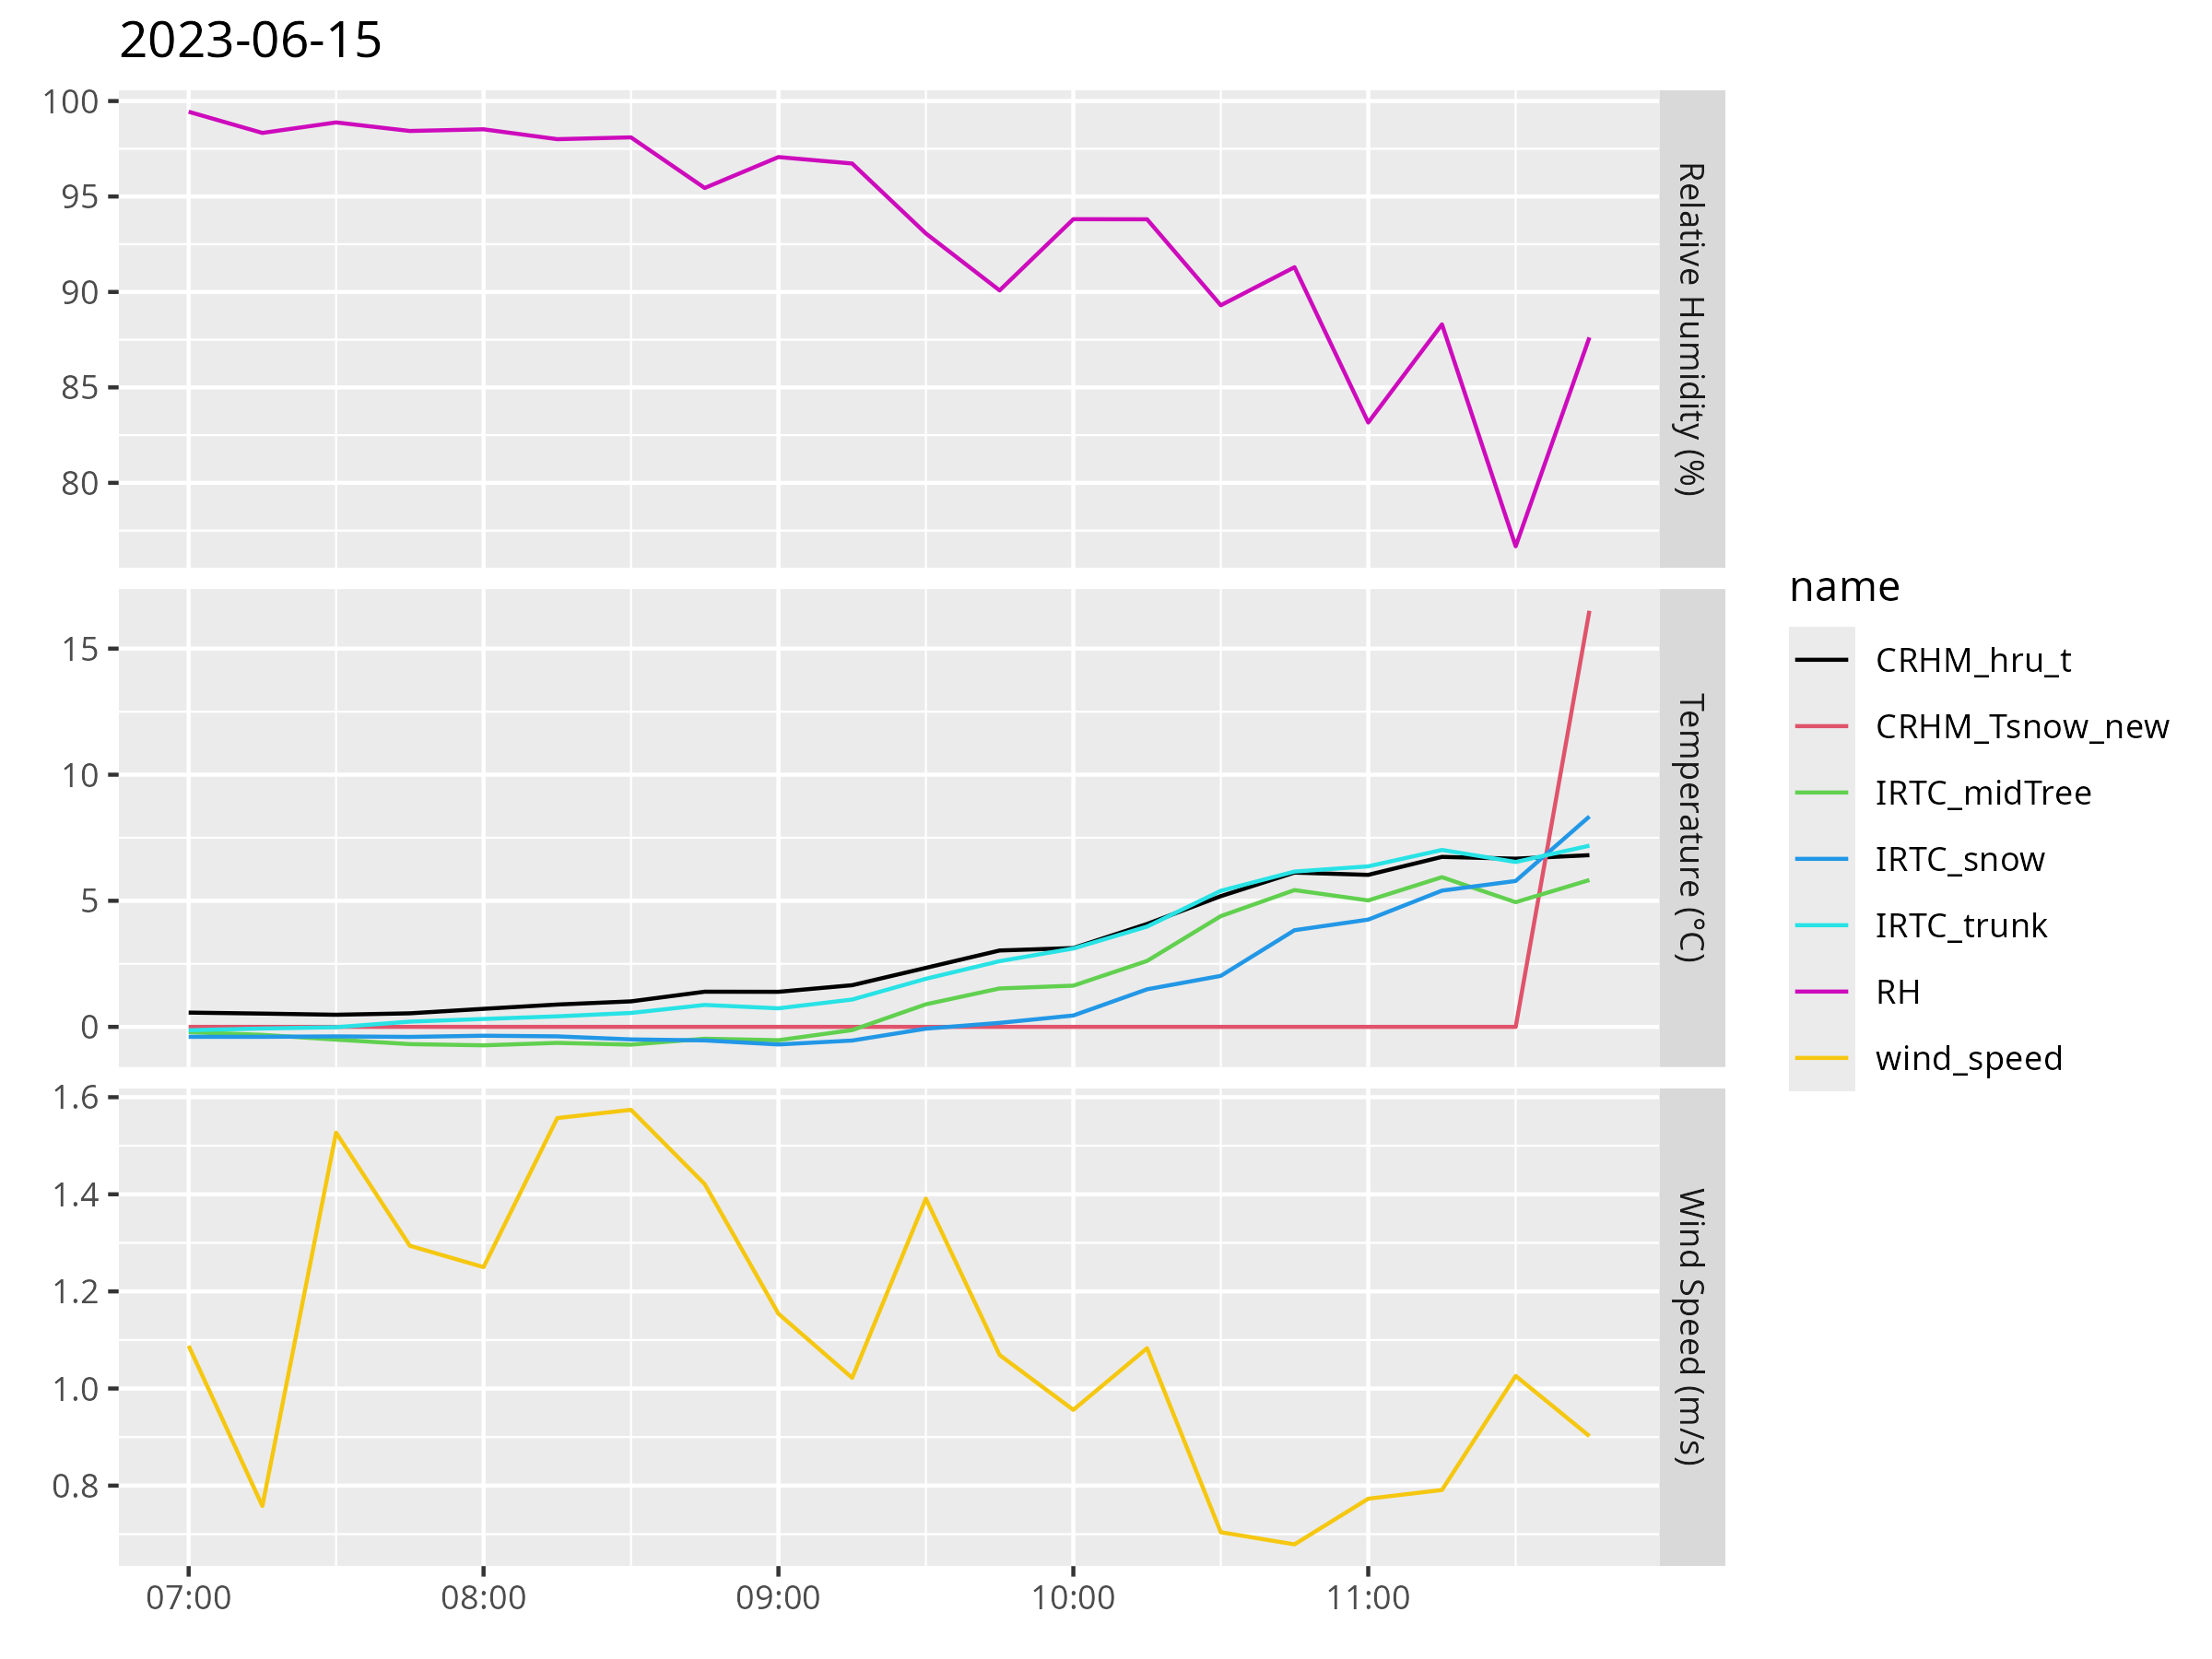 2023-06-15
100
95
90
85
80
Relative Humidity (%)
15
10
5
0
Temperature (°C)
1.6
1.4
1.2
1.0
0.8
Wind Speed (m/s)
07:00 08:00 09:00 10:00 11:00
name
CRHM_hru_t
CRHM_Tsnow_new
IRTC_midTree
IRTC_snow
IRTC_trunk
RH
wind_speed